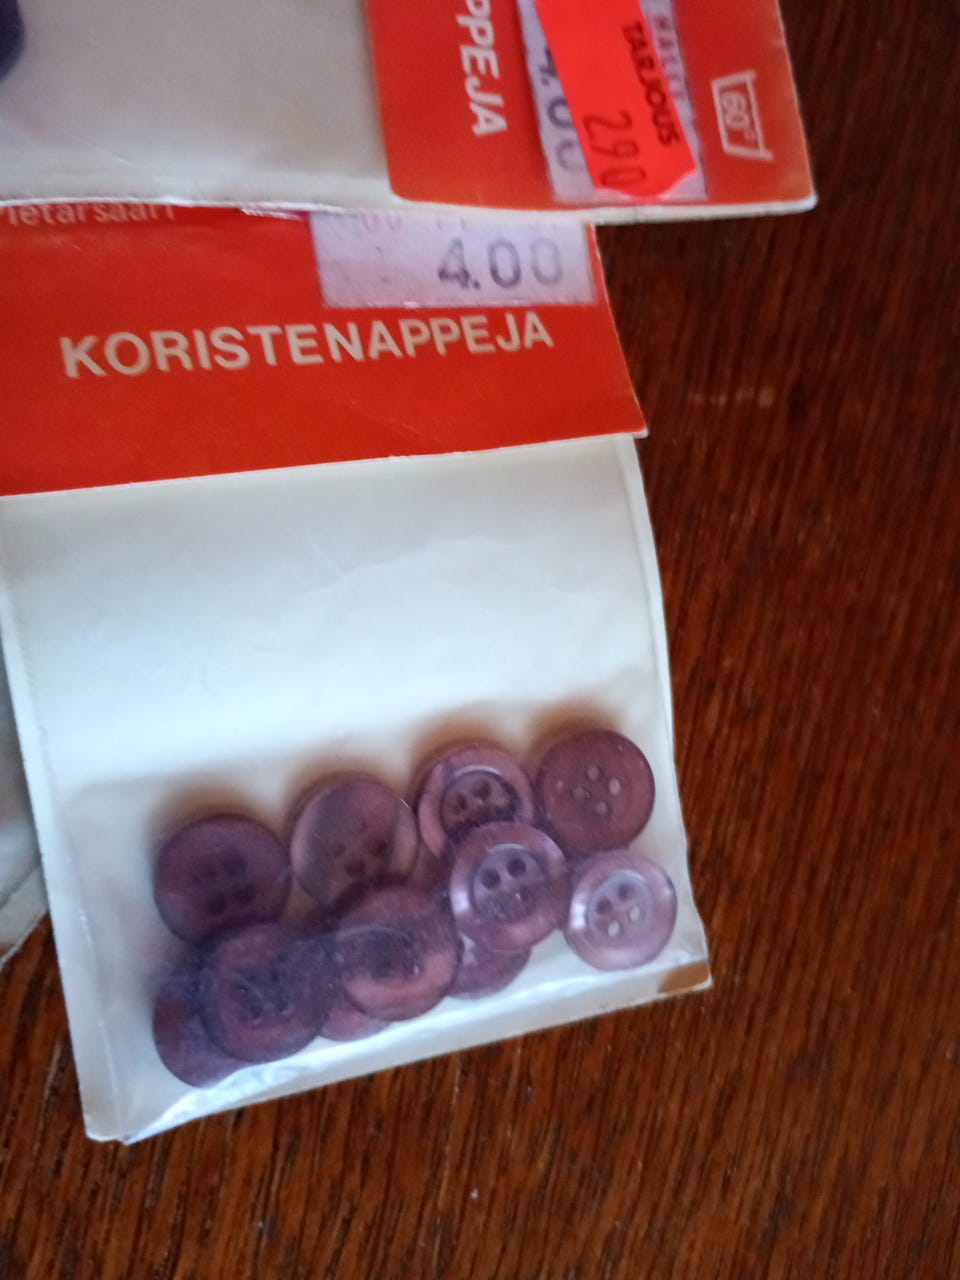 PPEJA
TARJOUS
2.90
60°
4.00
KORISTENAPPEJA